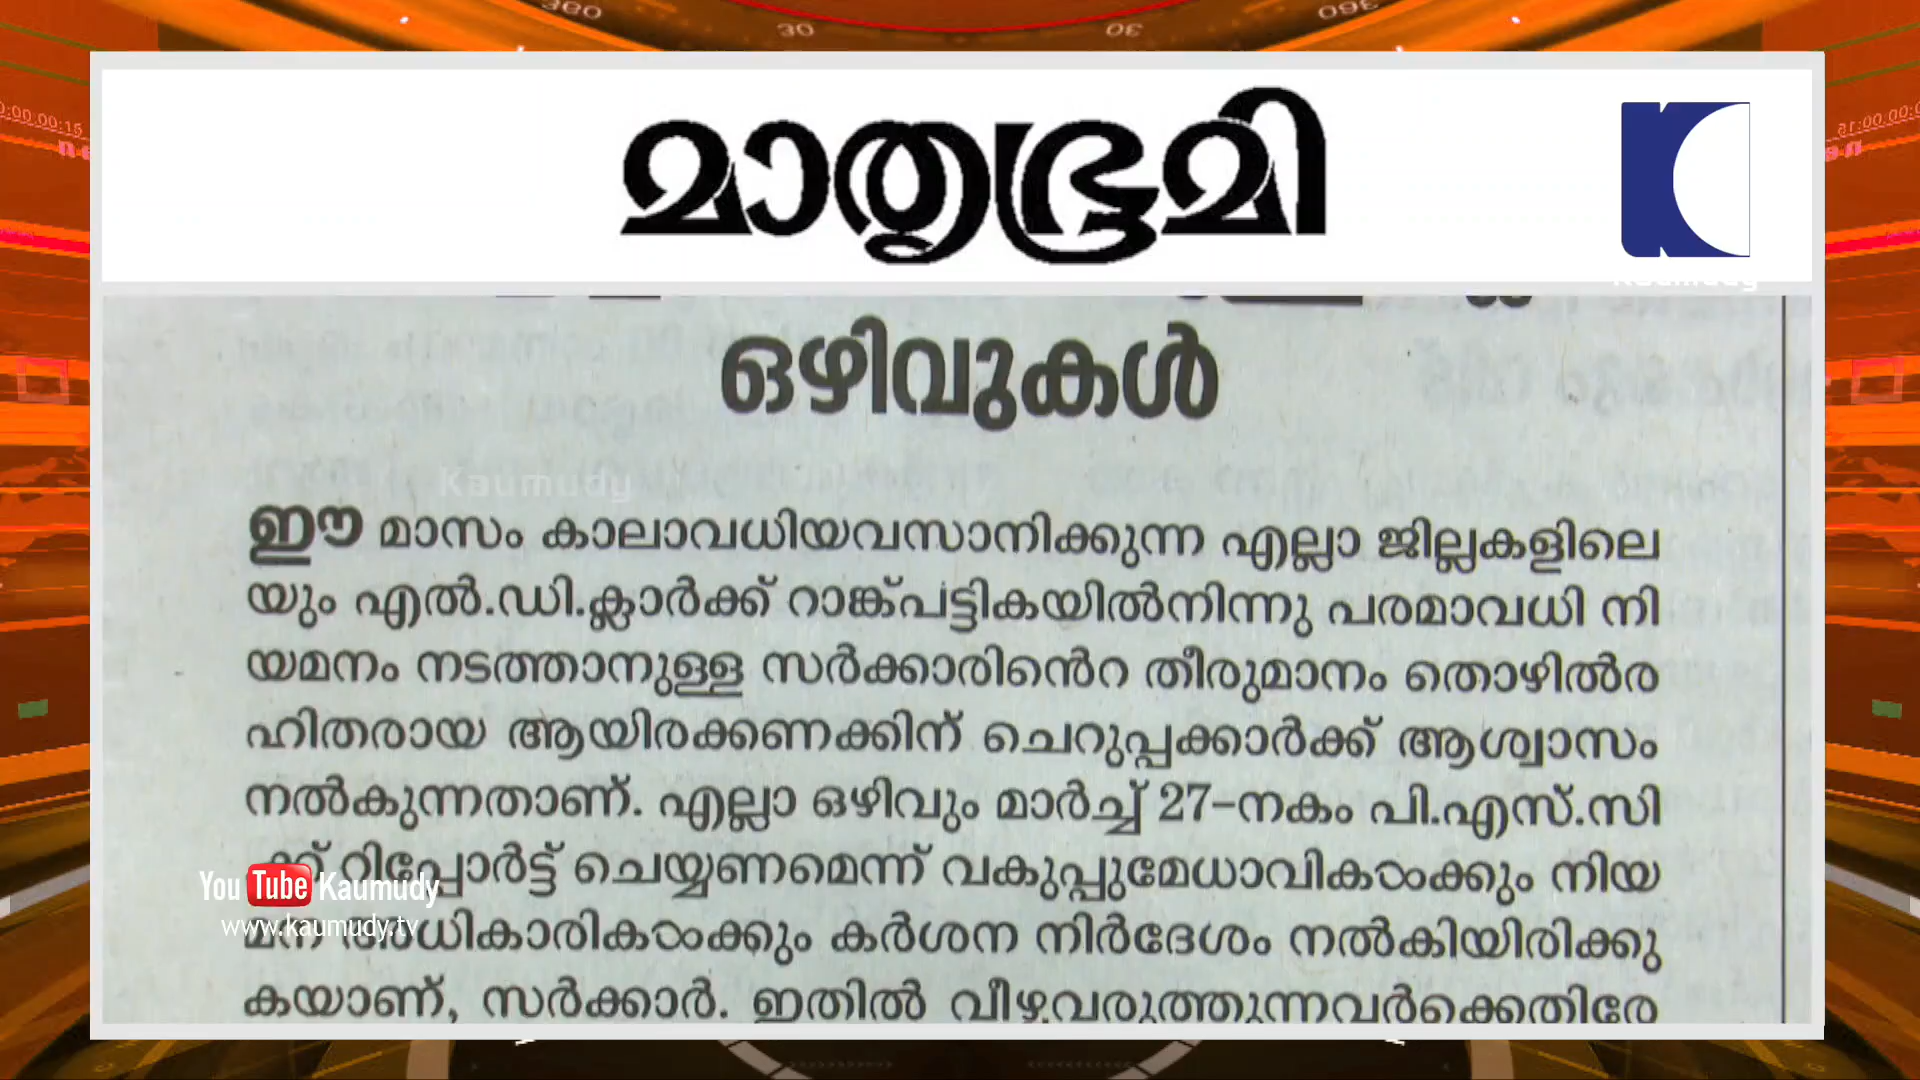 മാതൃഭൂമി
ഒഴിവുകൾ
Kaumudy
ഈ മാസം കാലാവധിയവസാനിക്കുന്ന എല്ലാ ജില്ലകളിലെ
യും എൽ.ഡി.ക്ലാർക്ക് റാങ്ക്പട്ടികയിൽനിന്നു പരമാവധി നി
യമനം നടത്താനുള്ള സർക്കാരിൻെറ തീരുമാനം തൊഴിൽര
ഹിതരായ ആയിരക്കണക്കിന് ചെറുപ്പക്കാർക്ക് ആശ്വാസം
നൽകുന്നതാണ്. എല്ലാ ഒഴിവും മാർച്ച് 27-നകം പി.എസ്.സി
ക്ക് റിപ്പോർട്ട് ചെയ്യണമെന്ന് വകുപ്പുമേധാവികൾക്കും നിയ
മന അധികാരികൾക്കും കർശന നിർദേശം നൽകിയിരിക്കു
കയാണ്, സർക്കാർ. ഇതിൽ വീഴ്ചവരുത്തുന്നവർക്കെതിരേ
You Tube Kaumudy
www.kaumudy.tv